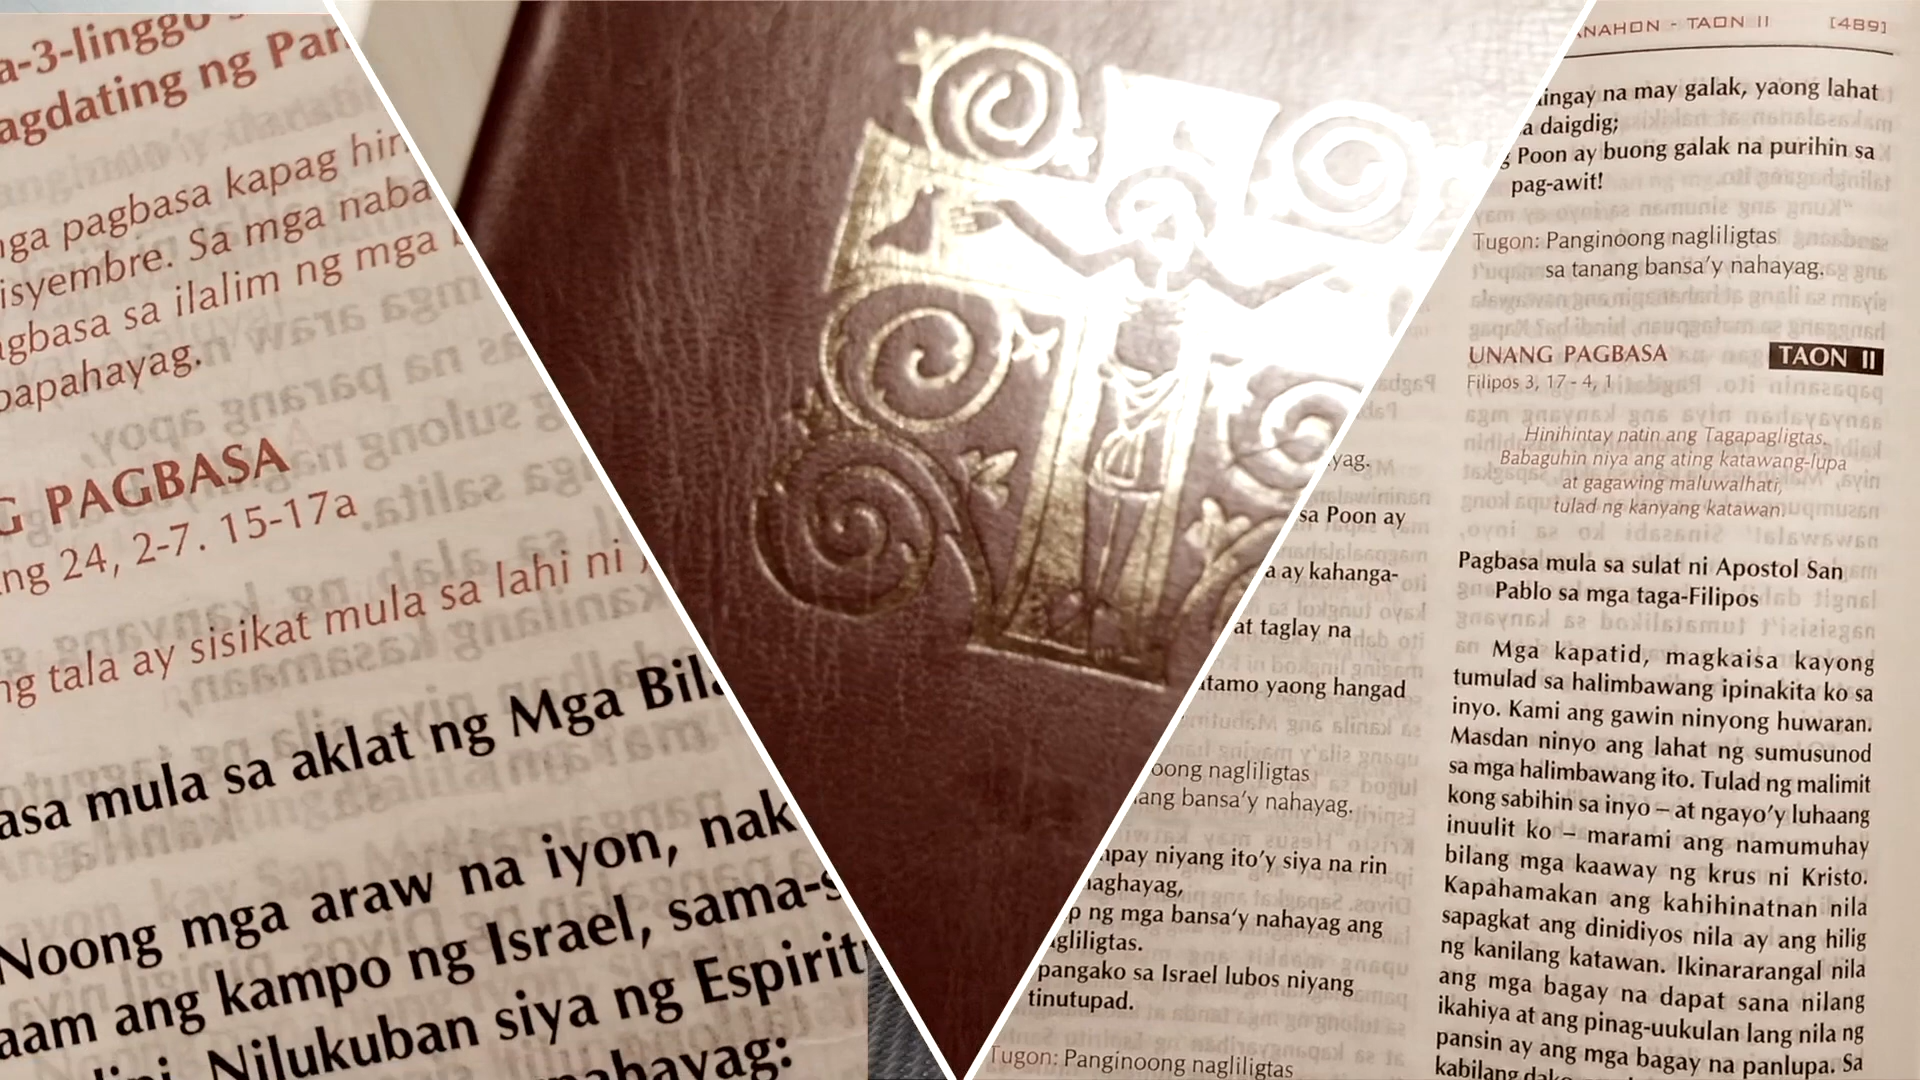 a-3-linggo
agdating ng Pan
nga pagbasa kapag hin
isyembre. Sa mga naba
agbasa sa ilalim ng mga
papahayag.
G PAGBASA
ng 24, 2-7. 15-17a
ng tala ay sisikat mula sa lahi ni
asa mula sa aklat ng Mga Bila
Noong mga araw na iyon, nak
aam ang kampo ng Israel, sama-s
Nilukuban siya ng Espirit
ahayag:
yag.
sa Poon ay
a ay kahanga-
at taglay na
tamo yaong hangad
oong nagliligtas
ang bansa'y nahayag.
pay niyang ito'y siya na rin
naghayag,
p ng mga bansa'y nahayag ang
agliligtas.
pangako sa Israel lubos niyang
tinutupad.
Tugon: Panginoong nagliligtas
ANAHON - TAON II [489]
ingay na may galak, yaong lahat
a daigdig;
g Poon ay buong galak na purihin sa
pag-awit!
Tugon: Panginoong nagliligtas
sa tanang bansa'y nahayag.
UNANG PAGBASA TAON II
Filipos 3, 17 - 4, 1
Hinihintay natin ang Tagapagligtas.
Babaguhin niya ang ating katawang-lupa
at gagawing maluwalhati,
tulad ng kanyang katawan.
Pagbasa mula sa sulat ni Apostol San
Pablo sa mga taga-Filipos
Mga kapatid, magkaisa kayong
tumulad sa halimbawang ipinakita ko sa
inyo. Kami ang gawin ninyong huwaran.
Masdan ninyo ang lahat ng sumusunod
sa mga halimbawang ito. Tulad ng malimit
kong sabihin sa inyo – at ngayo'y luhaang
inuulit ko – marami ang namumuhay
bilang mga kaaway ng krus ni Kristo.
Kapahamakan ang kahihinatnan nila
sapagkat ang dinidiyos nila ay ang hilig
ng kanilang katawan. Ikinararangal nila
ang mga bagay na dapat sana nilang
ikahiya at ang pinag-uukulan lang nila ng
pansin ay ang mga bagay na panlupa. Sa
kabilang dako